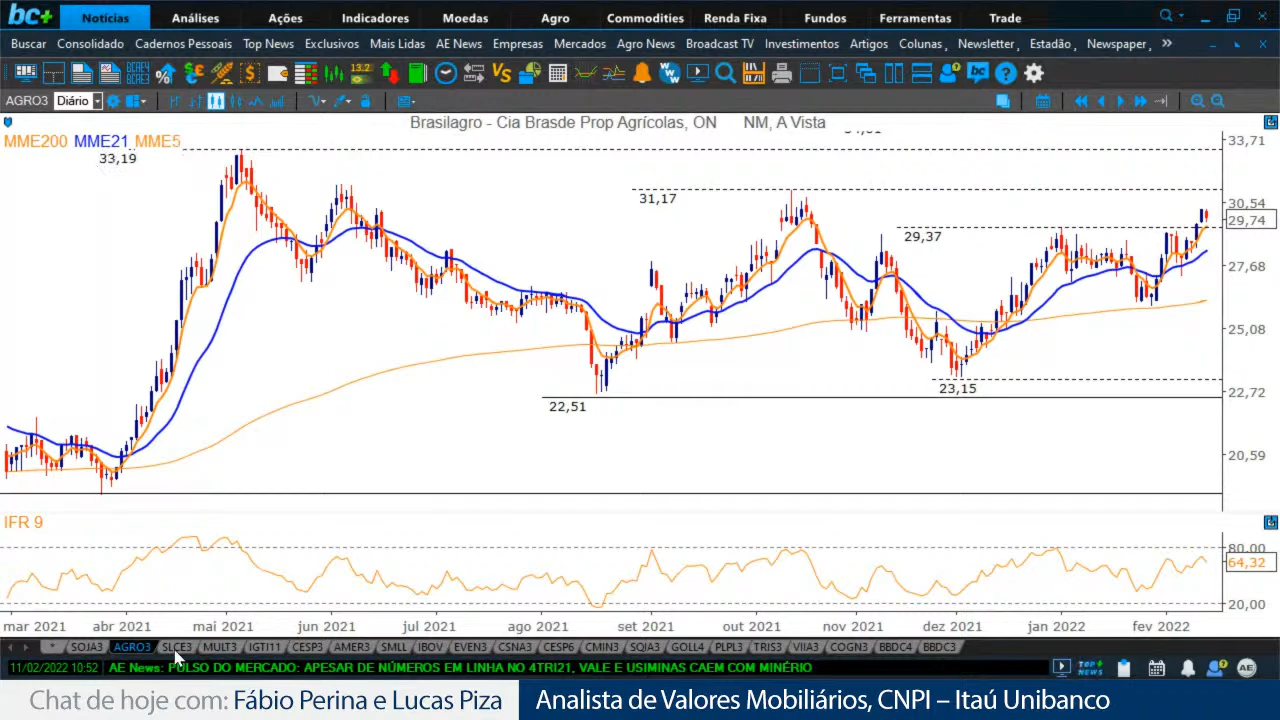 bc+ Notícias Análises Ações Indicadores Moedas Agro Commodities Renda Fixa Fundos Ferramentas Trade
Buscar Consolidado Cadernos Pessoais Top News Exclusivos Mais Lidas AE News Empresas Mercados Agro News Broadcast TV Investimentos Artigos Colunas Newsletter Estadão Newspaper »
AGRO3 Diário
Brasilagro - Cia Brasde Prop Agrícolas, ON NM, A Vista
MME200 MME21 MME5
33,71
33,19
31,17
30,54
29,74
29,37
27,68
25,08
23,15
22,72
22,51
20,59
IFR 9
80,00
64,32
20,00
mar 2021 abr 2021 mai 2021 jun 2021 jul 2021 ago 2021 set 2021 out 2021 nov 2021 dez 2021 jan 2022 fev 2022
* SOJA3 AGRO3 SLCE3 MULT3 IGTI11 CESP3 AMER3 SMLL IBOV EVEN3 CSNA3 CESP6 CMIN3 SQIA3 GOLL4 PLPL3 TRIS3 VIIA3 COGN3 BBDC4 BBDC3
11/02/2022 10:52 AE News: PULSO DO MERCADO: APESAR DE NÚMEROS EM LINHA NO 4TRI21, VALE E USIMINAS CAEM COM MINÉRIO TOP NEWS AE
Chat de hoje com: Fábio Perina e Lucas Piza Analista de Valores Mobiliários, CNPI – Itaú Unibanco